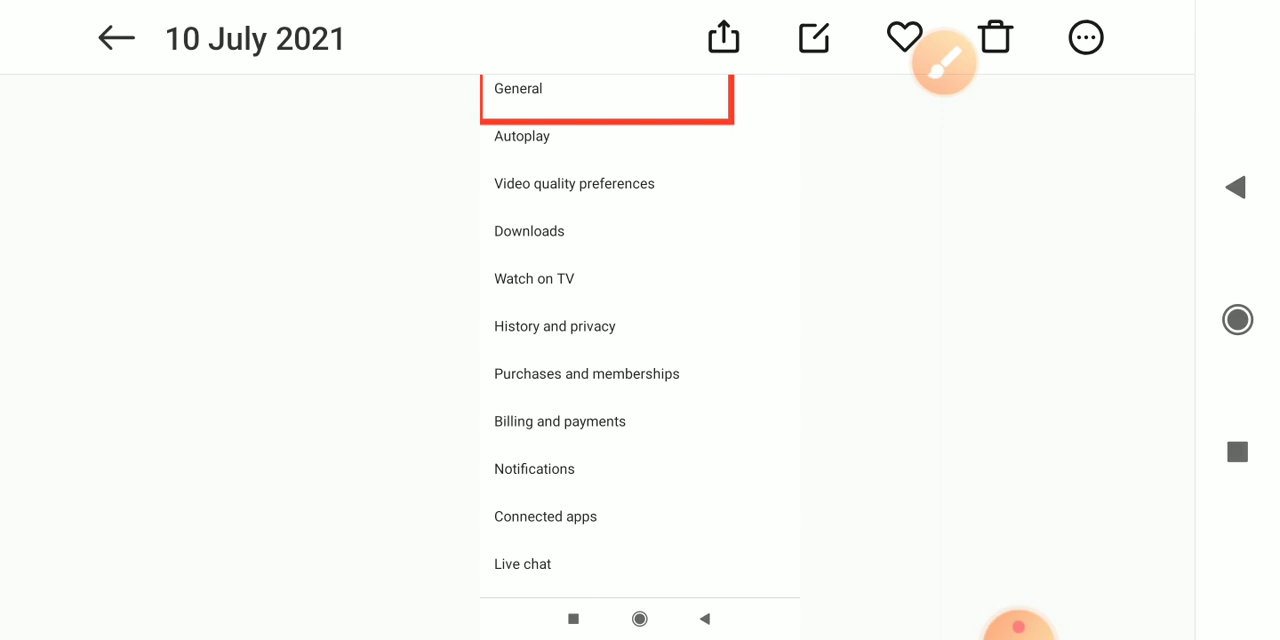 10 July 2021
General
Autoplay
Video quality preferences
Downloads
Watch on TV
History and privacy
Purchases and memberships
Billing and payments
Notifications
Connected apps
Live chat